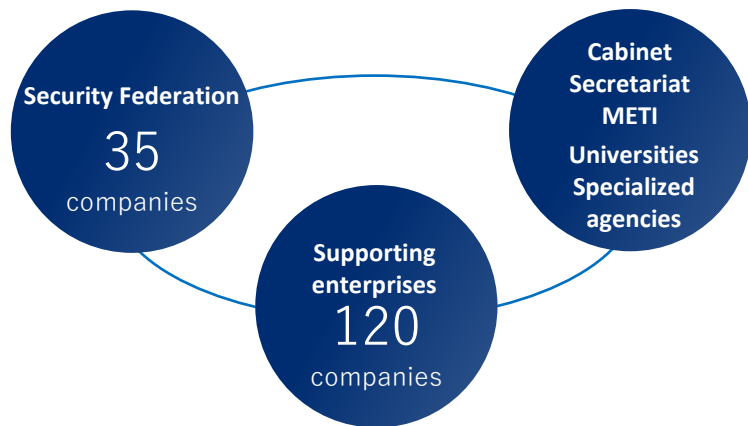 Security Federation
35
companies
Cabinet
Secretariat
METI
Universities
Specialized
agencies
Supporting
enterprises
120
companies